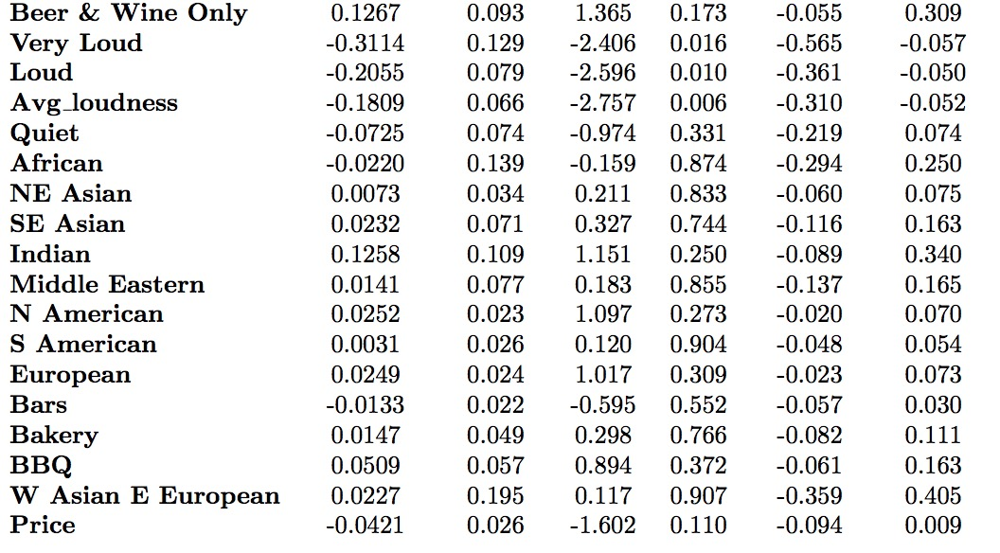 Beer & Wine Only 0.1267 0.093 1.365 0.173 -0.055 0.309
Very Loud -0.3114 0.129 -2.406 0.016 -0.565 -0.057
Loud -0.2055 0.079 -2.596 0.010 -0.361 -0.050
Avg_loudness -0.1809 0.066 -2.757 0.006 -0.310 -0.052
Quiet -0.0725 0.074 -0.974 0.331 -0.219 0.074
African -0.0220 0.139 -0.159 0.874 -0.294 0.250
NE Asian 0.0073 0.034 0.211 0.833 -0.060 0.075
SE Asian 0.0232 0.071 0.327 0.744 -0.116 0.163
Indian 0.1258 0.109 1.151 0.250 -0.089 0.340
Middle Eastern 0.0141 0.077 0.183 0.855 -0.137 0.165
N American 0.0252 0.023 1.097 0.273 -0.020 0.070
S American 0.0031 0.026 0.120 0.904 -0.048 0.054
European 0.0249 0.024 1.017 0.309 -0.023 0.073
Bars -0.0133 0.022 -0.595 0.552 -0.057 0.030
Bakery 0.0147 0.049 0.298 0.766 -0.082 0.111
BBQ 0.0509 0.057 0.894 0.372 -0.061 0.163
W Asian E European 0.0227 0.195 0.117 0.907 -0.359 0.405
Price -0.0421 0.026 -1.602 0.110 -0.094 0.009